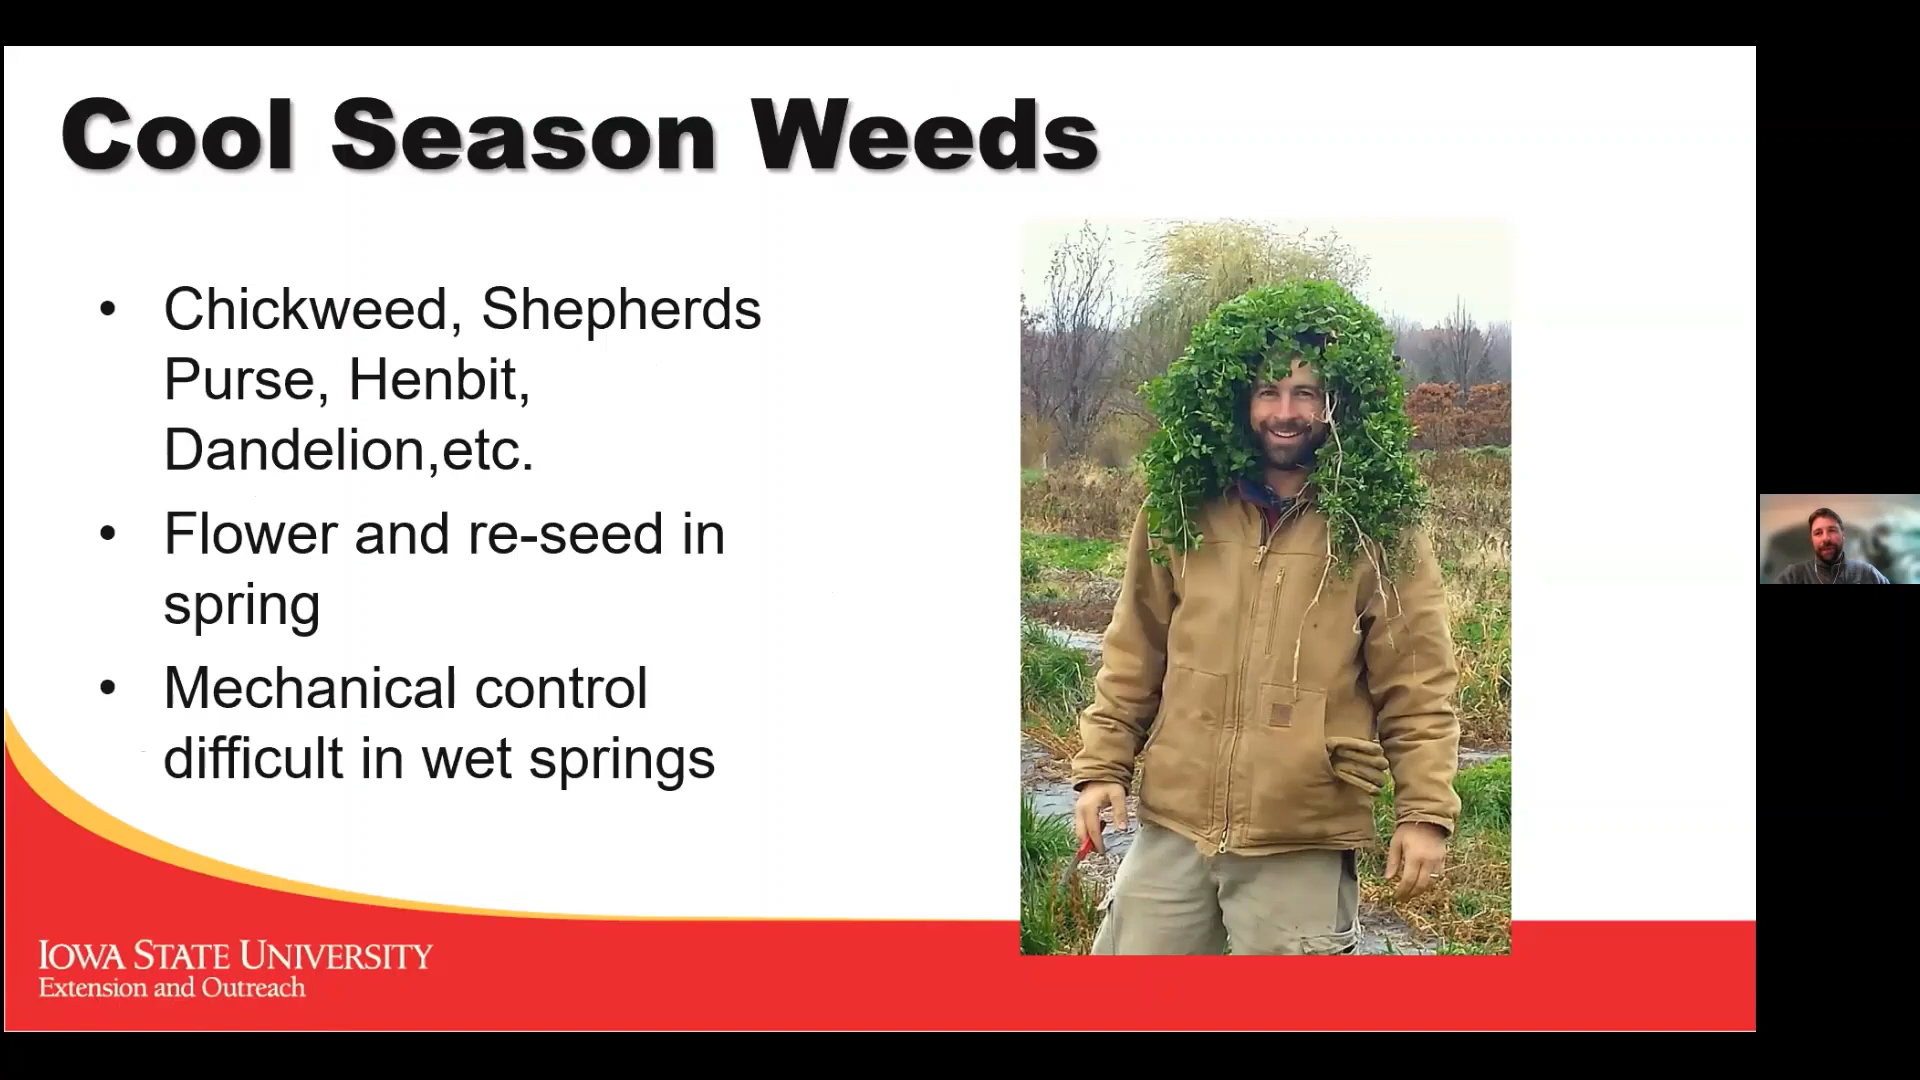 Cool Season Weeds
• Chickweed, Shepherds
Purse, Henbit,
Dandelion,etc.
• Flower and re-seed in
spring
• Mechanical control
difficult in wet springs
IOWA STATE UNIVERSITY
Extension and Outreach